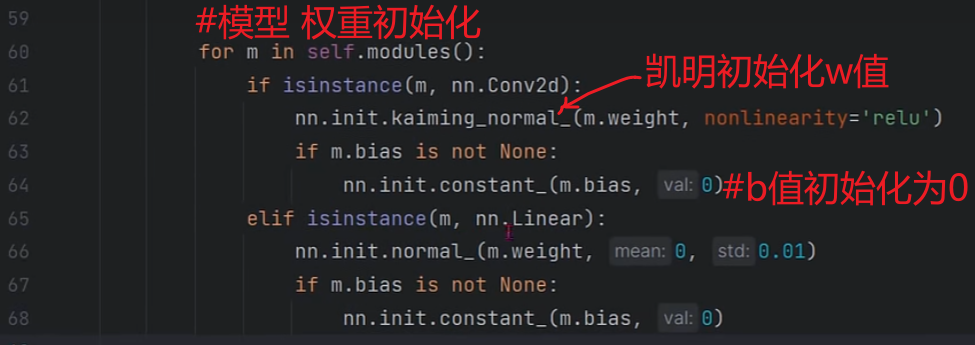 59
#模型 权重初始化
60 for m in self.modules():
凯明初始化w值
61 if isinstance(m, nn.Conv2d):
62 nn.init.kaiming_normal_(m.weight, nonlinearity='relu')
63 if m.bias is not None:
64 nn.init.constant_(m.bias, val: 0) #b值初始化为0
65 elif isinstance(m, nn.Linear):
66 nn.init.normal_(m.weight, mean: 0, std: 0.01)
67 if m.bias is not None:
68 nn.init.constant_(m.bias, val: 0)